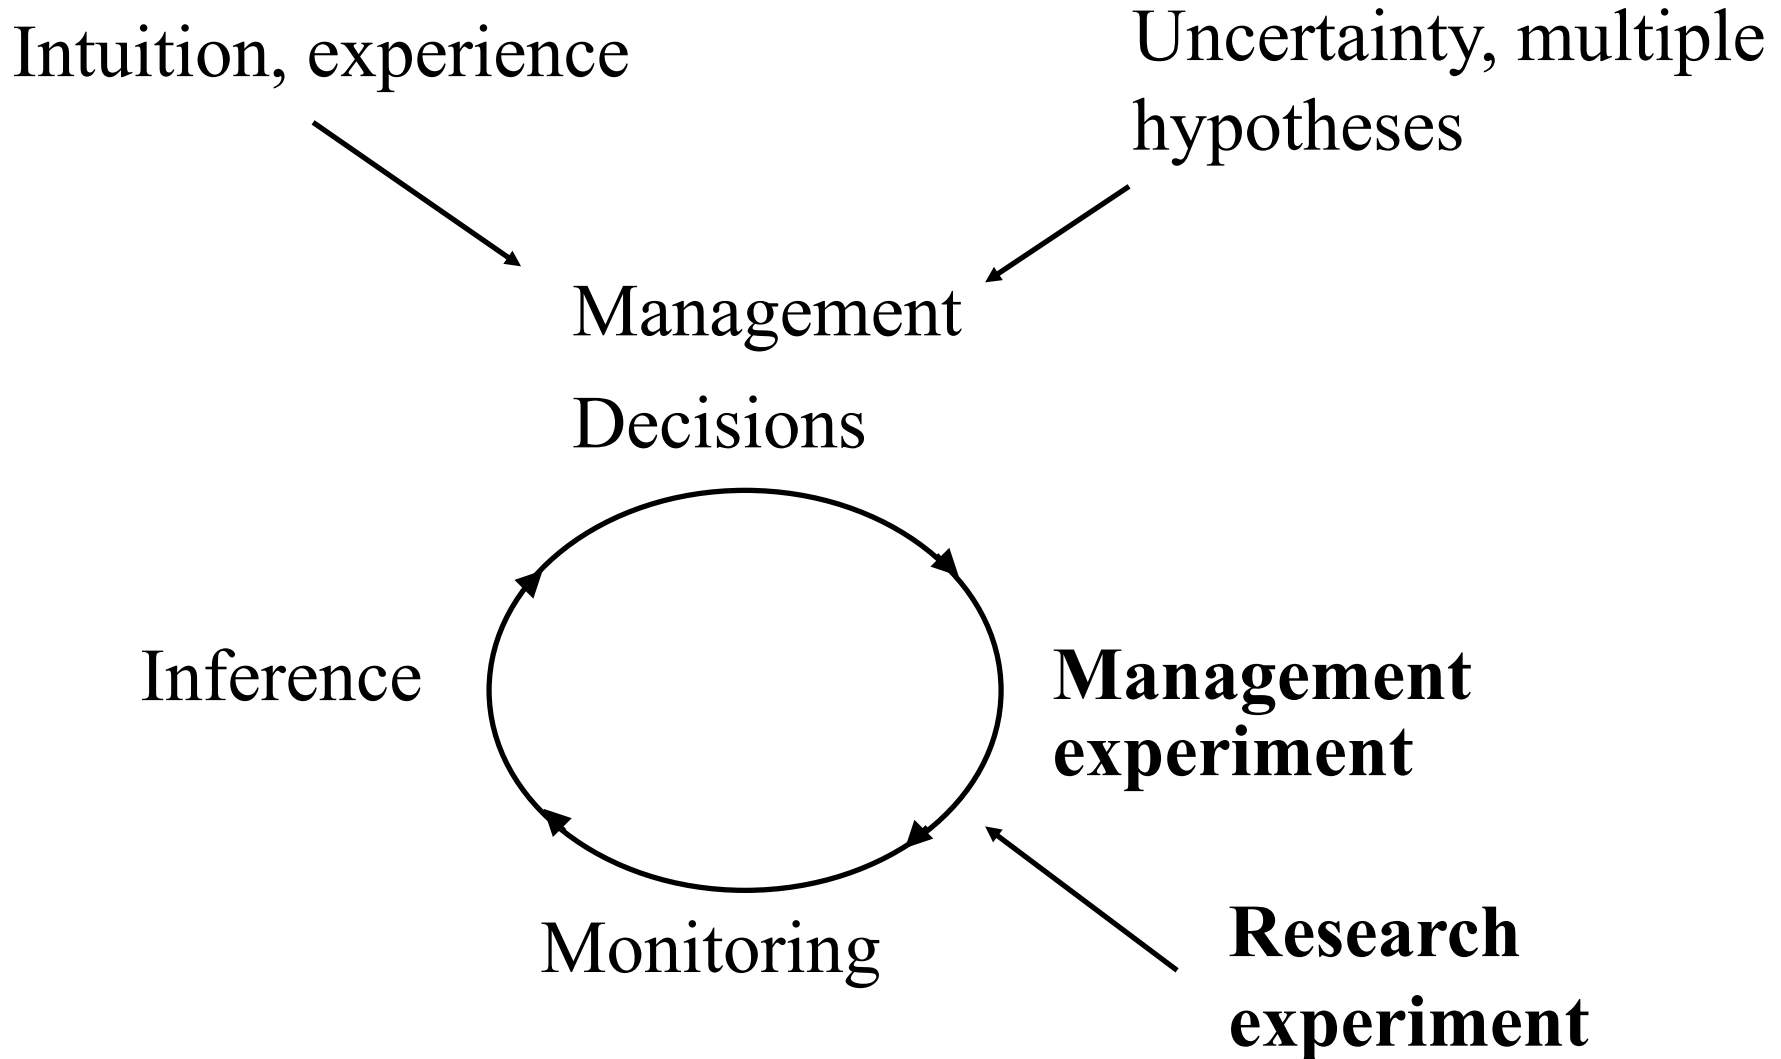 Intuition, experience
Uncertainty, multiple
hypotheses
Management
Decisions
Inference
Management
experiment
Monitoring
Research
experiment